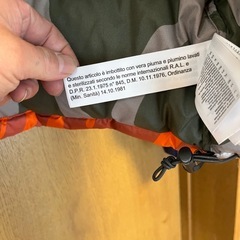 Questo articolo è imbottito con vera piuma e piumino lavati
e sterilizzati secondo le norme internazionali R.A.L. e
D.P.R. 23.1.1975 n° 845, D.M. 10.11.1976, Ordinanza
(Min. Sanità) 14.10.1981